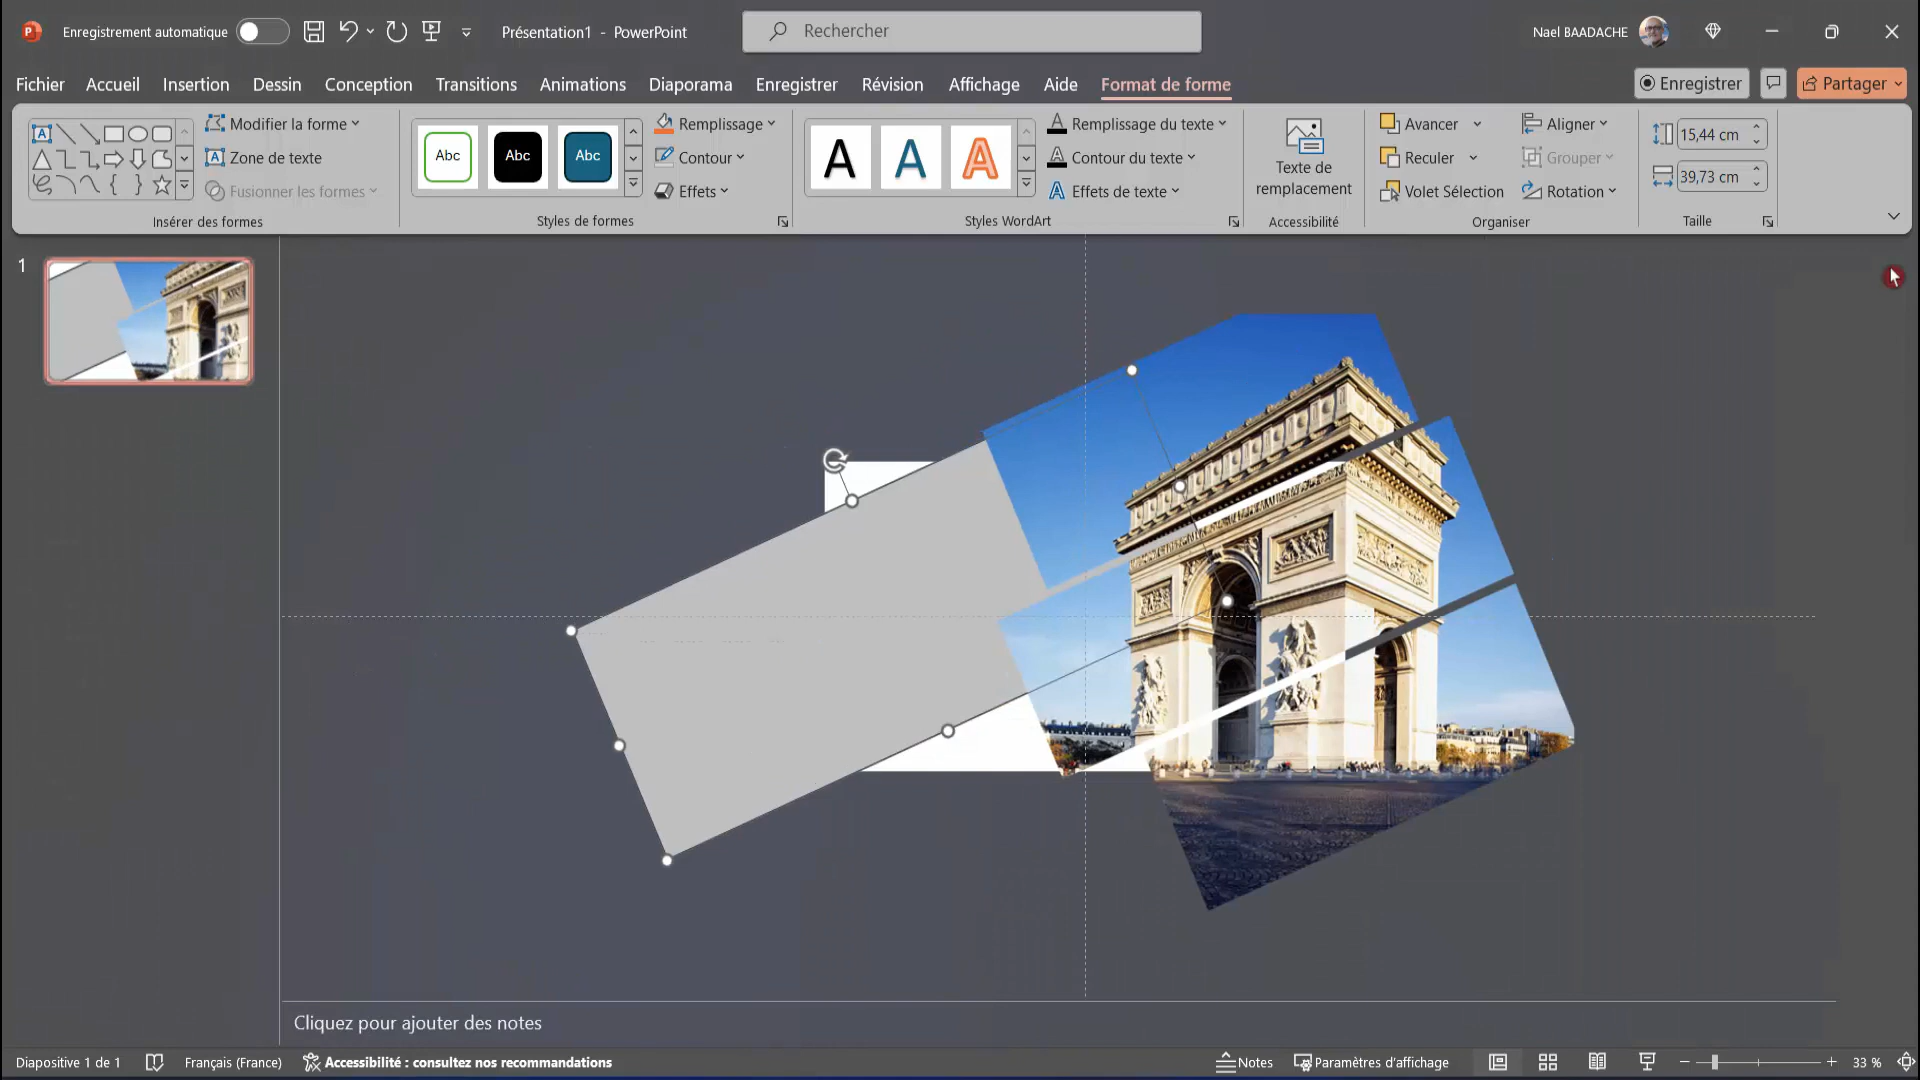 Enregistrement automatique
Présentation1 - PowerPoint
Rechercher
Nael BAADACHE
Fichier Accueil Insertion Dessin Conception Transitions Animations Diaporama Enregistrer Révision Affichage Aide Format de forme
Enregistrer
Partager
Modifier la forme
Zone de texte
Fusionner les formes
Insérer des formes
Abc Abc Abc
Remplissage
Contour
Effets
Styles de formes
A A A
Remplissage du texte
Contour du texte
Effets de texte
Styles WordArt
Texte de
remplacement
Accessibilité
Avancer
Reculer
Volet Sélection
Aligner
Grouper
Rotation
Organiser
15,44 cm
39,73 cm
Taille
1
Cliquez pour ajouter des notes
Diapositive 1 de 1
Français (France)
Accessibilité : consultez nos recommandations
Notes
Paramètres d'affichage
33 %